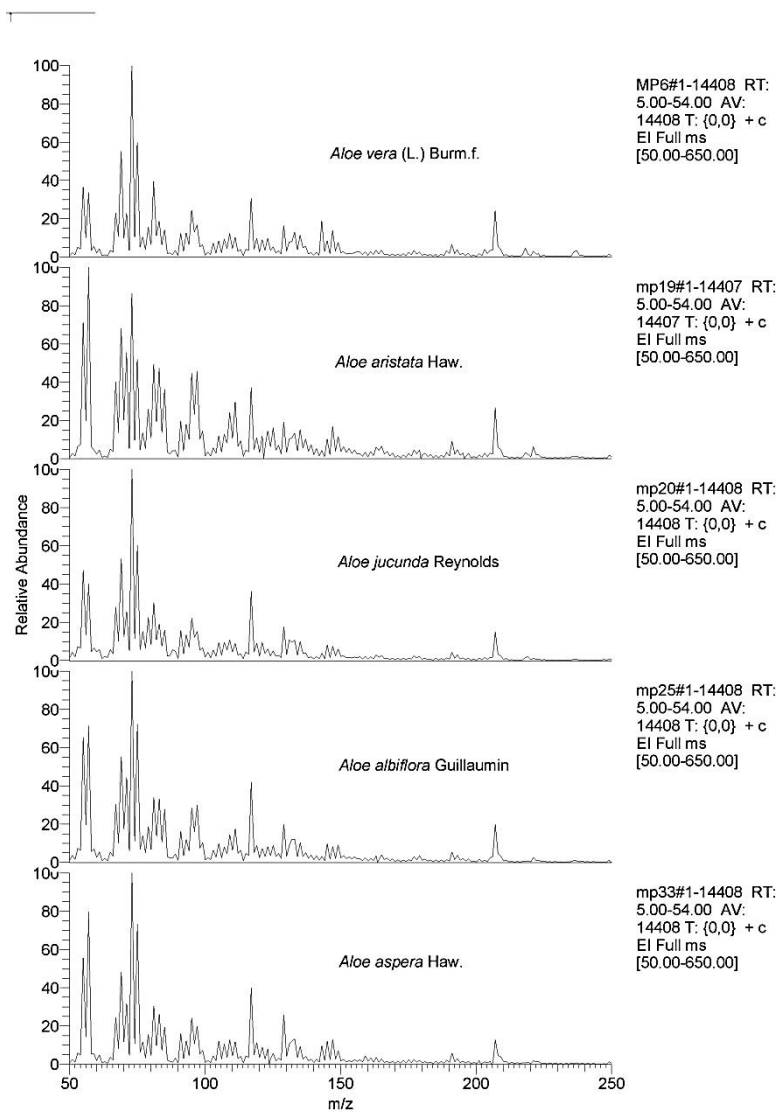 100
80
60
40
20
0
Aloe vera (L.) Burm.f.
MP6#1-14408 RT:
5.00-54.00 AV:
14408 T: {0,0} + c
EI Full ms
[50.00-650.00]
100
80
60
40
20
0
Aloe aristata Haw.
mp19#1-14407 RT:
5.00-54.00 AV:
14407 T: {0,0} + c
EI Full ms
[50.00-650.00]
Relative Abundance
100
80
60
40
20
0
Aloe jucunda Reynolds
mp20#1-14408 RT:
5.00-54.00 AV:
14408 T: {0,0} + c
EI Full ms
[50.00-650.00]
100
80
60
40
20
0
Aloe albiflora Guillaumin
mp25#1-14408 RT:
5.00-54.00 AV:
14408 T: {0,0} + c
EI Full ms
[50.00-650.00]
100
80
60
40
20
0
Aloe aspera Haw.
mp33#1-14408 RT:
5.00-54.00 AV:
14408 T: {0,0} + c
EI Full ms
[50.00-650.00]
50 100 150 200 250
m/z